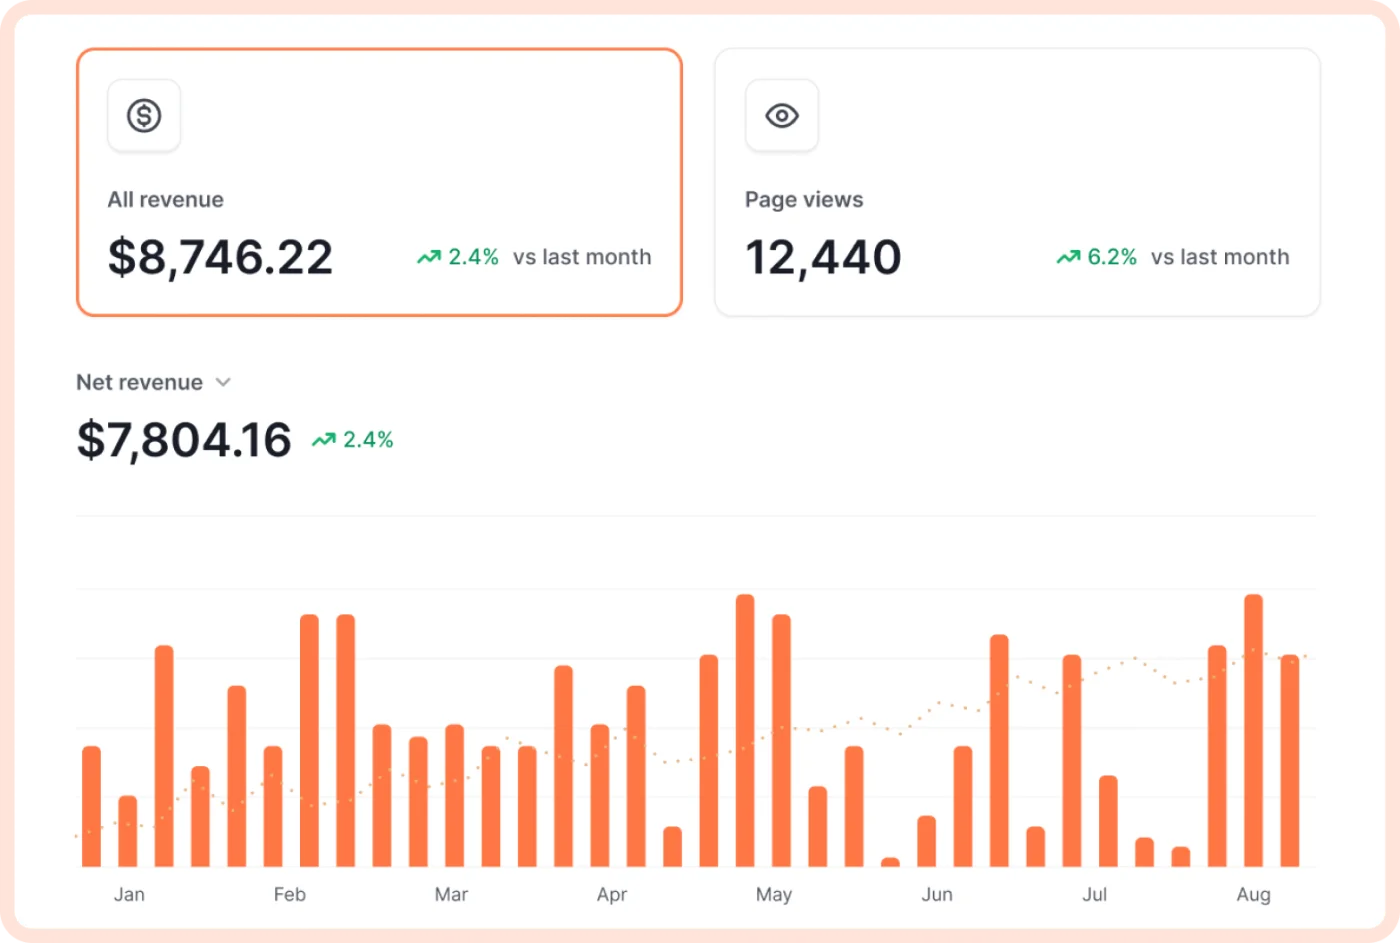 All revenue
$8,746.22 2.4% vs last month
Page views
12,440 6.2% vs last month
Net revenue
$7,804.16 2.4%
Jan Feb Mar Apr May Jun Jul Aug